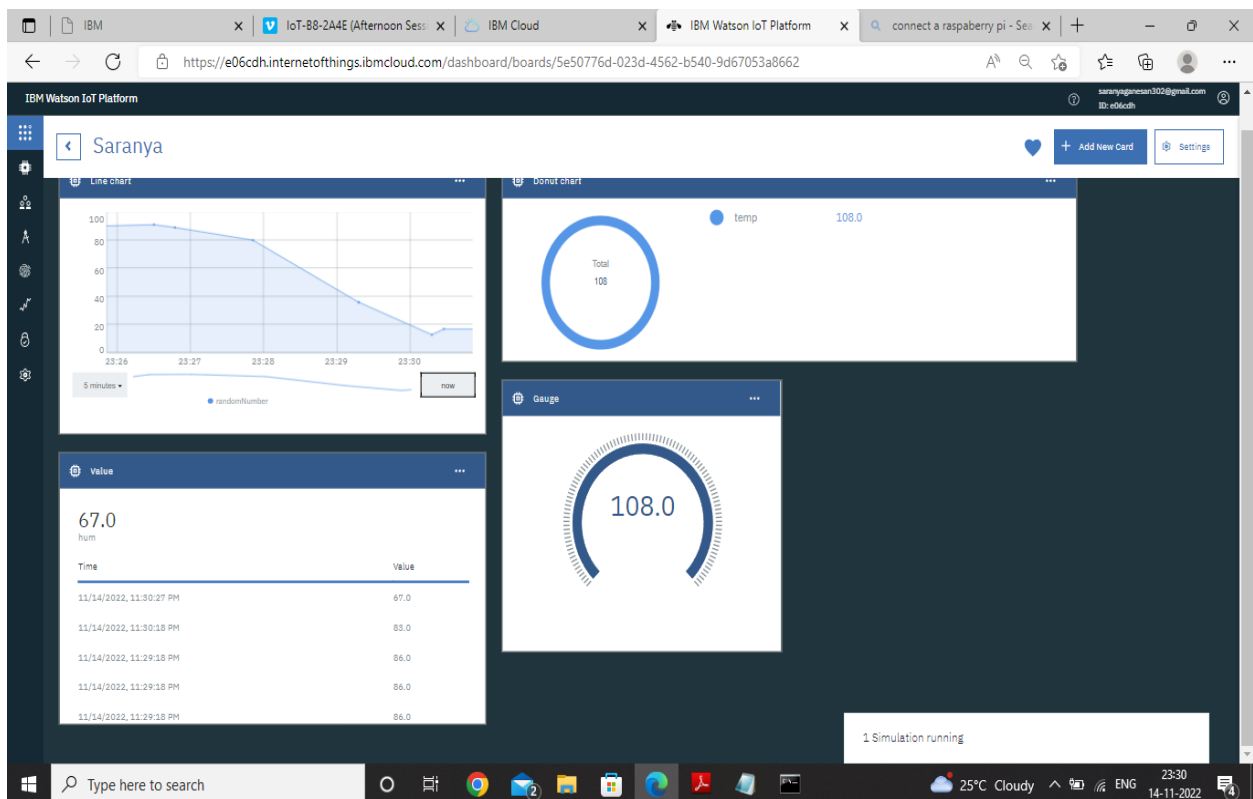 IBM
IoT-B8-2A4E (Afternoon Sess
IBM Cloud
IBM Watson IoT Platform
connect a raspaberry pi - Sea
https://e06cdh.internetofthings.ibmcloud.com/dashboard/boards/5e50776d-023d-4562-b540-9d67053a8662
IBM Watson IoT Platform
saranyaganesan302@gmail.com
ID: e06cdh
Saranya
Add New Card
Settings
Line chart
100
80
60
40
20
0
23:26 23:27 23:28 23:29 23:30
5 minutes
now
randomNumber
Donut chart
Total
108
temp 108.0
Value
67.0
hum
Time Value
11/14/2022, 11:30:27 PM 67.0
11/14/2022, 11:30:18 PM 83.0
11/14/2022, 11:29:18 PM 86.0
11/14/2022, 11:29:18 PM 86.0
11/14/2022, 11:29:18 PM 86.0
Gauge
108.0
1 Simulation running
Type here to search
2
25°C Cloudy
ENG
23:30
14-11-2022
4